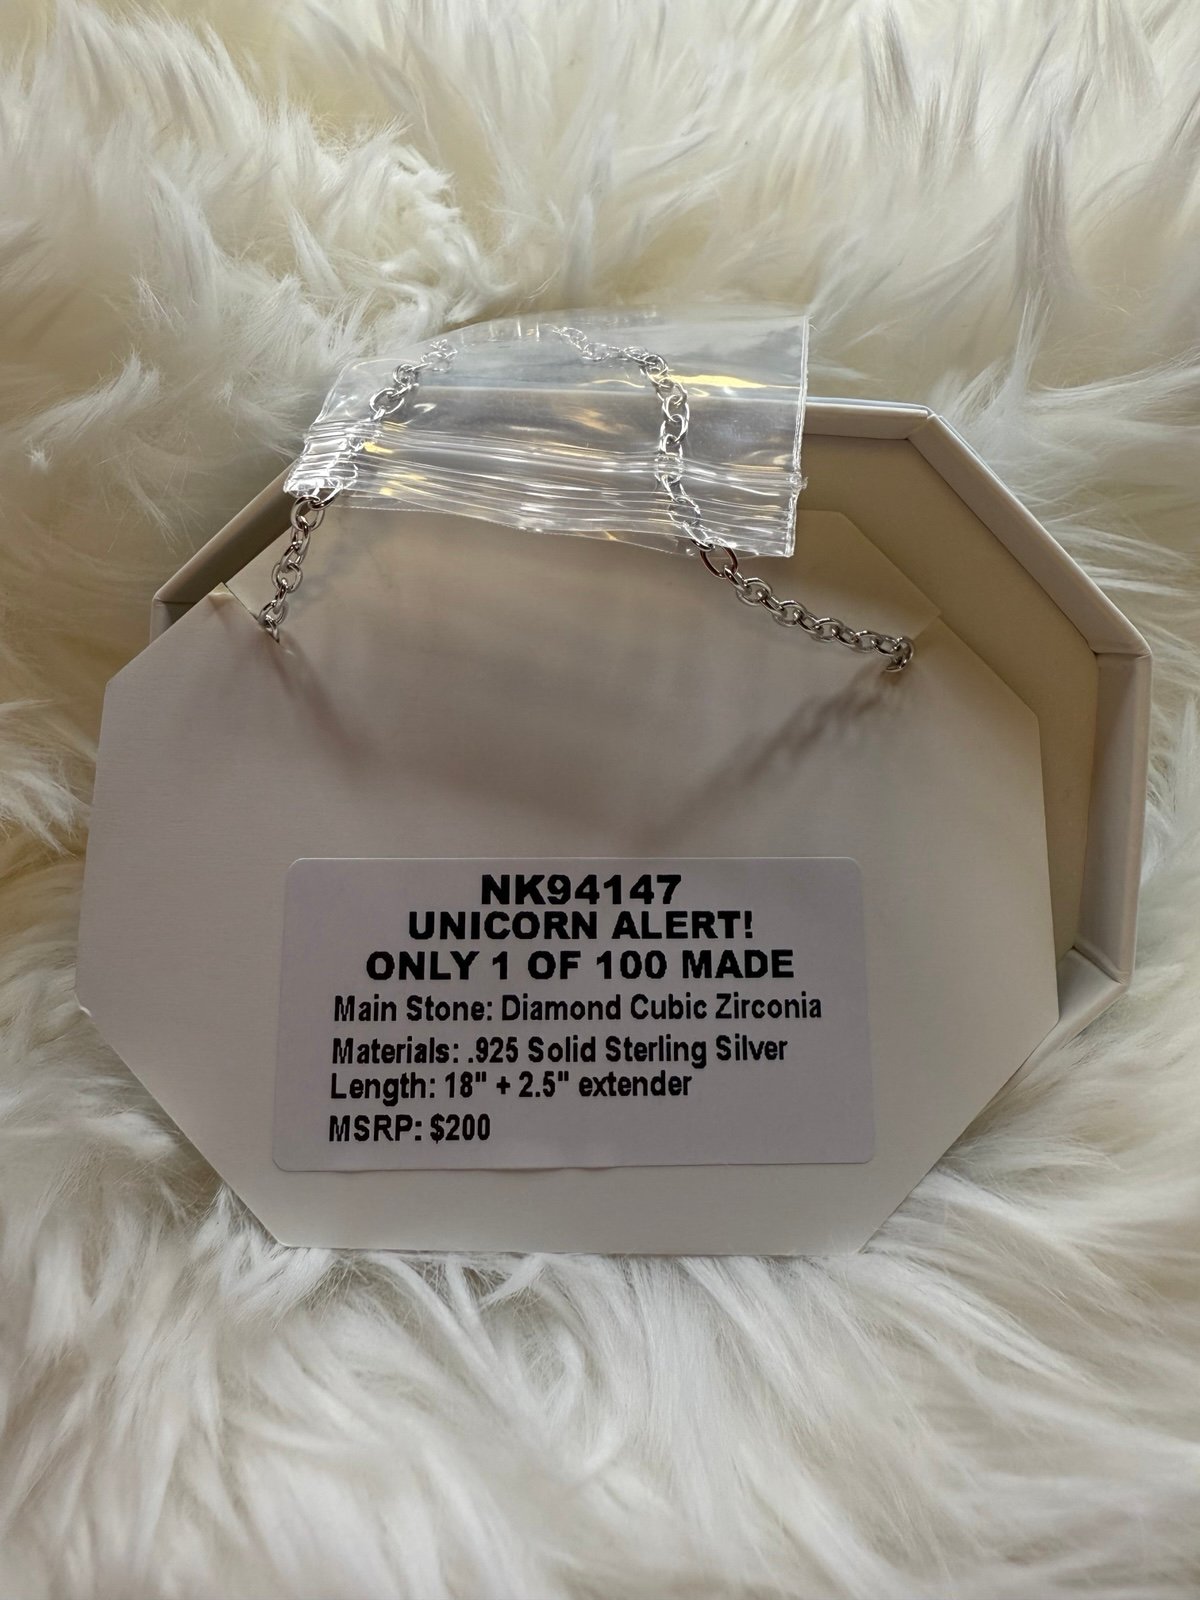 NK94147
UNICORN ALERT!
ONLY 1 OF 100 MADE
Main Stone: Diamond Cubic Zirconia
Materials: .925 Solid Sterling Silver
Length: 18" + 2.5" extender
MSRP: $200